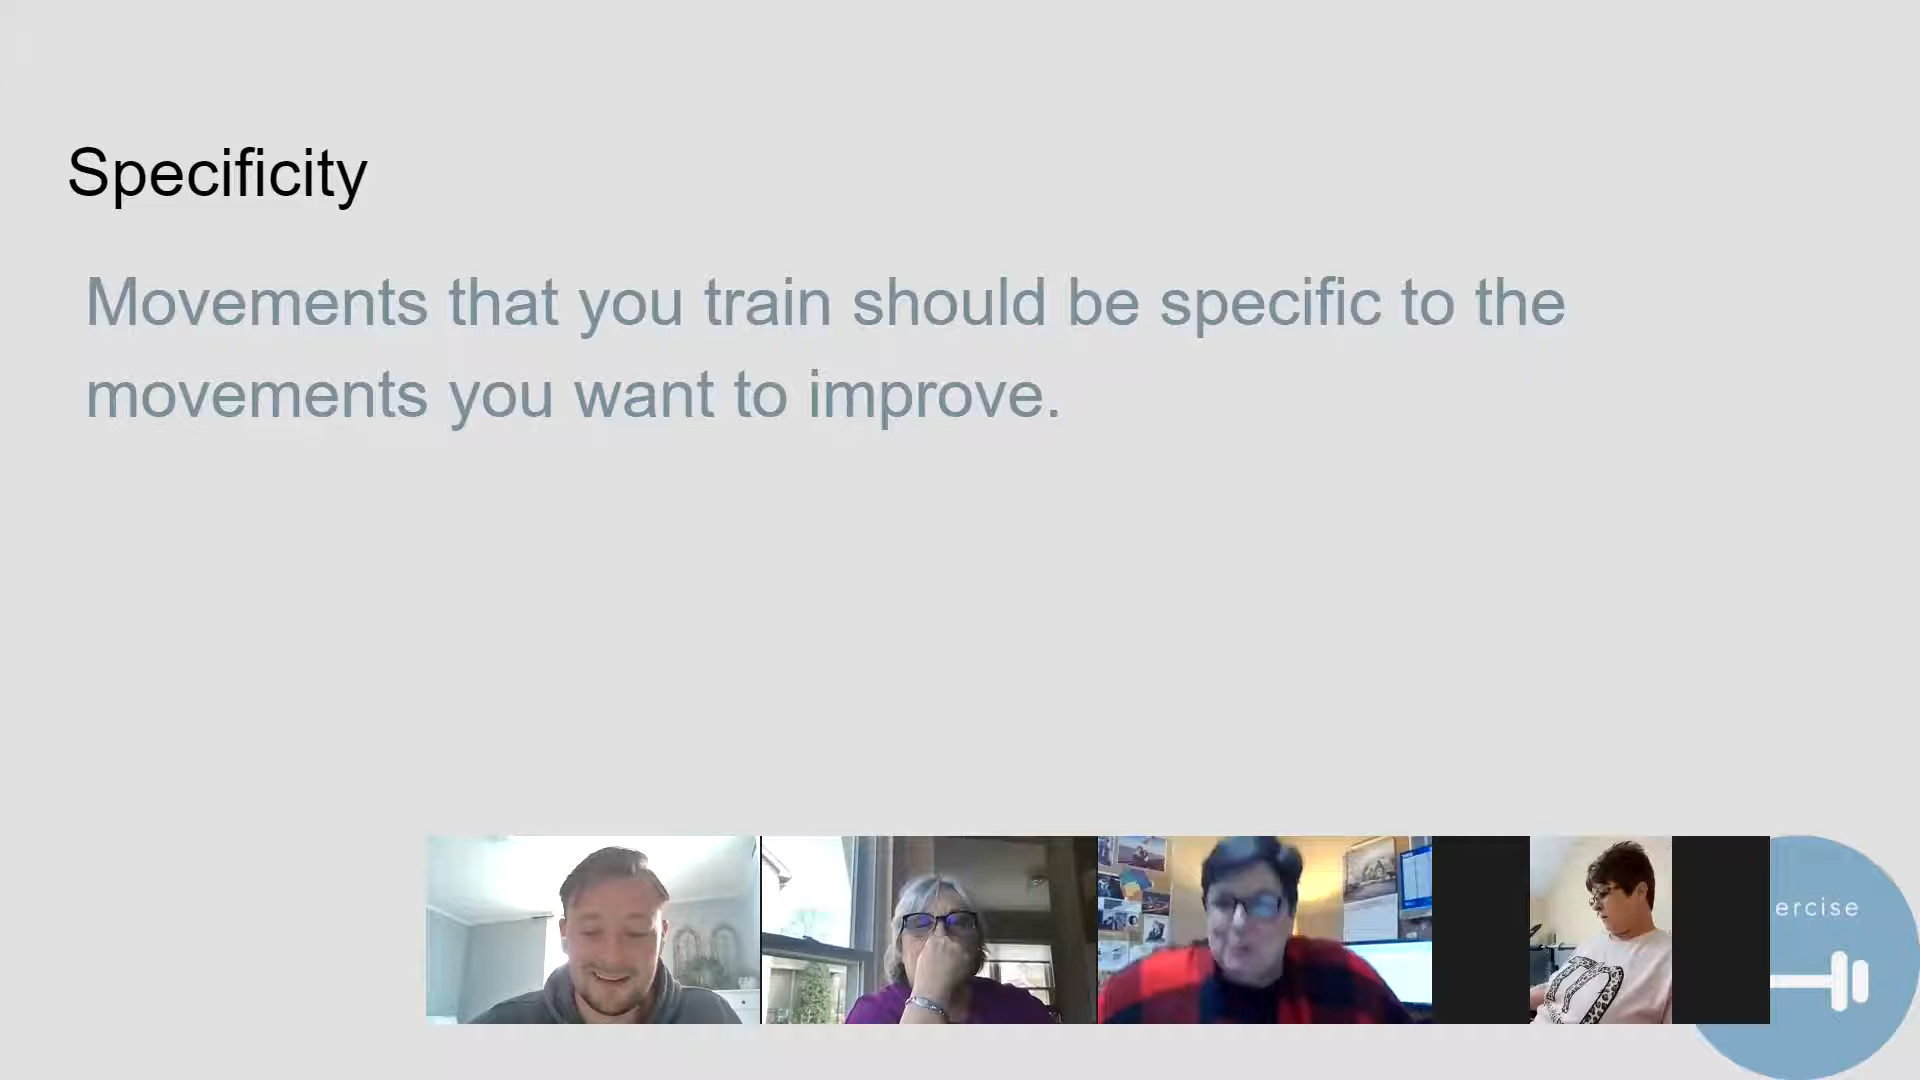 Specificity
Movements that you train should be specific to the
movements you want to improve.
ercise